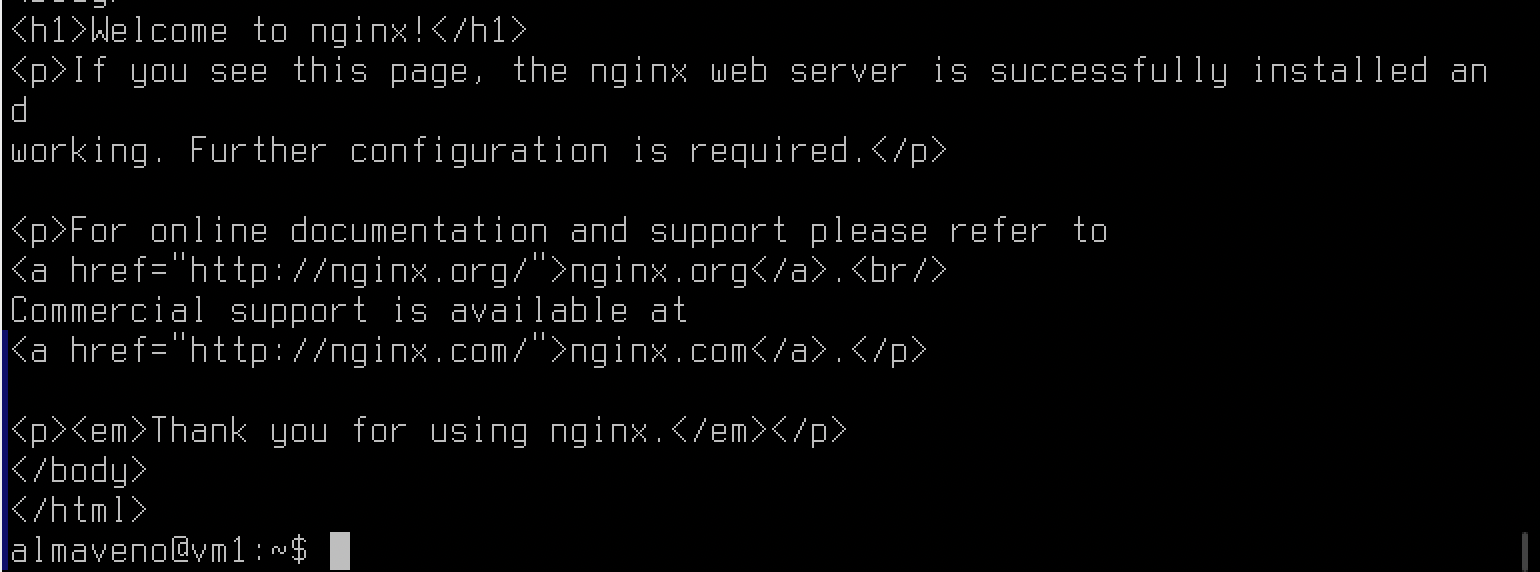 <h1>Welcome to nginx!</h1>
<p>If you see this page, the nginx web server is successfully installed an
d
working. Further configuration is required.</p>
<p>For online documentation and support please refer to
<a href="http://nginx.org/">nginx.org</a>.<br/>
Commercial support is available at
<a href="http://nginx.com/">nginx.com</a>.</p>
<p><em>Thank you for using nginx.</em></p>
</body>
</html>
almaveno@vm1:~$